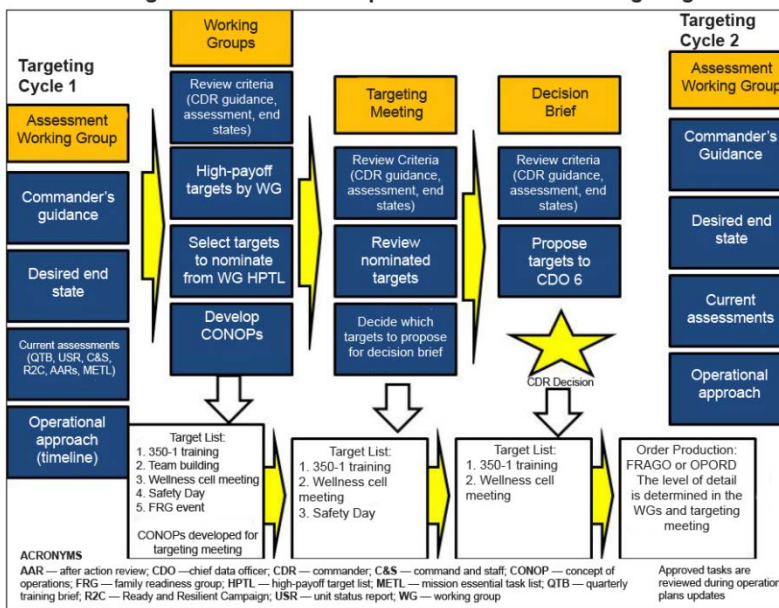 Targeting
Cycle 1
Assessment
Working Group
Commander's
guidance
Desired end
state
Current assessments
(QTB, USR, C&S,
R2C, AARs, METL)
Operational
approach
(timeline)
Working
Groups
Review criteria
(CDR guidance,
assessment, end
states)
High-payoff
targets by WG
Select targets
to nominate
from WG HPTL
Develop
CONOPs
Target List:
1. 350-1 training
2. Team building
3. Wellness cell meeting
4. Safety Day
5. FRG event
CONOPs developed for
targeting meeting
Targeting
Meeting
Review Criteria
(CDR guidance,
assessment, end
states)
Review
nominated
targets
Decide which
targets to propose
for decision brief
Target List:
1. 350-1 training
2. Wellness cell
meeting
3. Safety Day
Decision
Brief
Review criteria
(CDR guidance,
assessment, end
states)
Propose
targets to
CDO 6
CDR Decision
Target List:
1. 350-1 training
2. Wellness cell
meeting
Targeting
Cycle 2
Assessment
Working Group
Commander's
Guidance
Desired end
state
Current
assessments
Operational
approach
Order Production:
FRAGO or OPORD
The level of detail
is determined in the
WGs and targeting
meeting
Approved tasks are
reviewed during operation
plans updates
ACRONYMS
AAR — after action review; CDO —chief data officer; CDR — commander; C&S — command and staff; CONOP — concept of
operations; FRG — family readiness group; HPTL — high-payoff target list; METL — mission essential task list; QTB — quarterly
training brief; R2C — Ready and Resilient Campaign; USR — unit status report; WG — working group